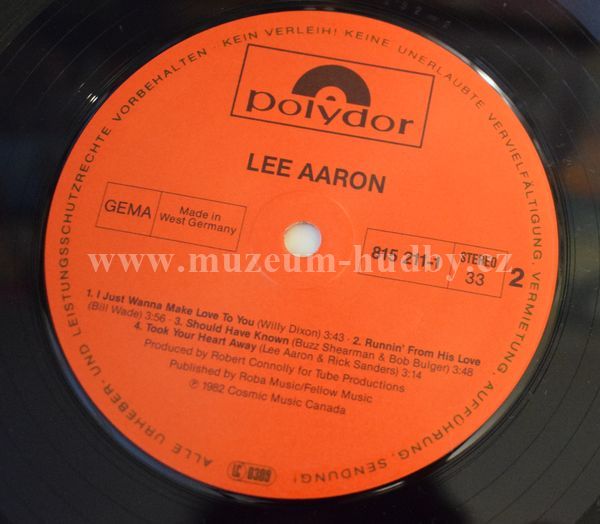 ALLE URHEBER- UND LEISTUNGSSCHUTZRECHTE VORBEHALTEN · KEIN VERLEIH! KEINE UNERLAUBTE VERVIELFÄLTIGUNG, VERMIETUNG, AUFFÜHRUNG, SENDUNG!
polydor
LEE AARON
GEMA
Made in
West Germany
815 211-1
STEREO
33
2
www.muzeum-hudby.cz
1. I Just Wanna Make Love To You (Willy Dixon) 3:43 · 2. Runnin' From His Love
(Bill Wade) 3:56 · 3. Should Have Known (Buzz Shearman & Bob Bulger) 3:48
4. Took Your Heart Away (Lee Aaron & Rick Sanders) 3:14
Produced by Robert Connolly for Tube Productions
Published by Roba Music/Fellow Music
℗ 1982 Cosmic Music Canada
LC 0309